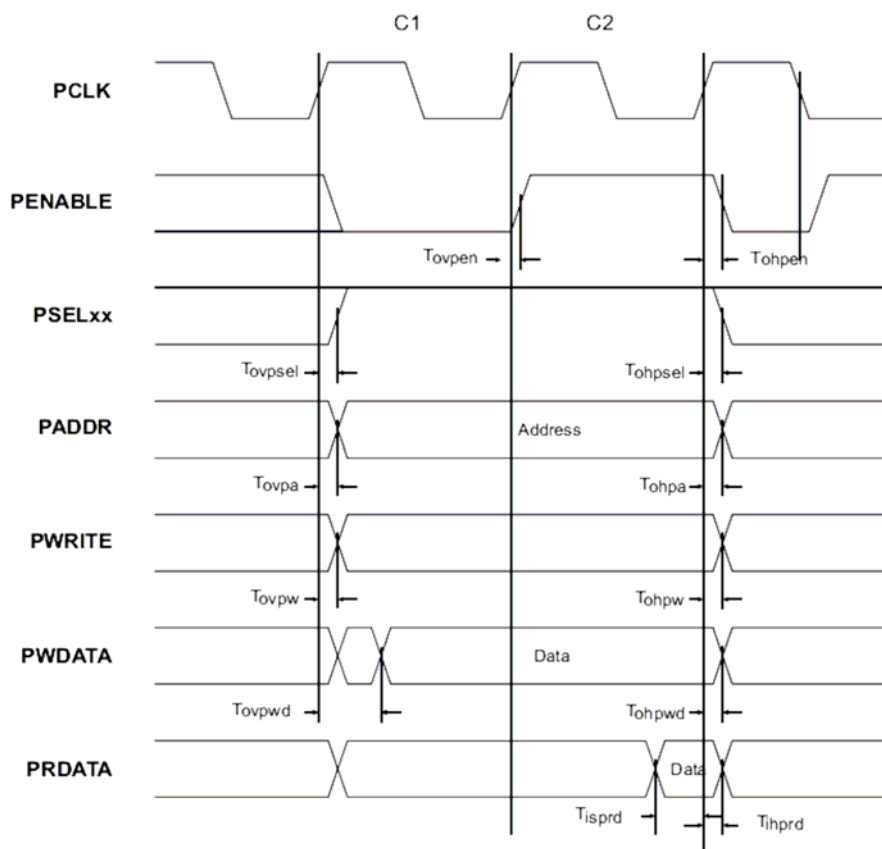 C1 C2
PCLK
PENABLE
Tovpen Tohpen
PSELxx
Tovpsel Tohpsel
PADDR Address
Tovpa Tohpa
PWRITE
Tovpw Tohpw
PWDATA Data
Tovpwd Tohpwd
PRDATA Data
Tisprd Tihprd